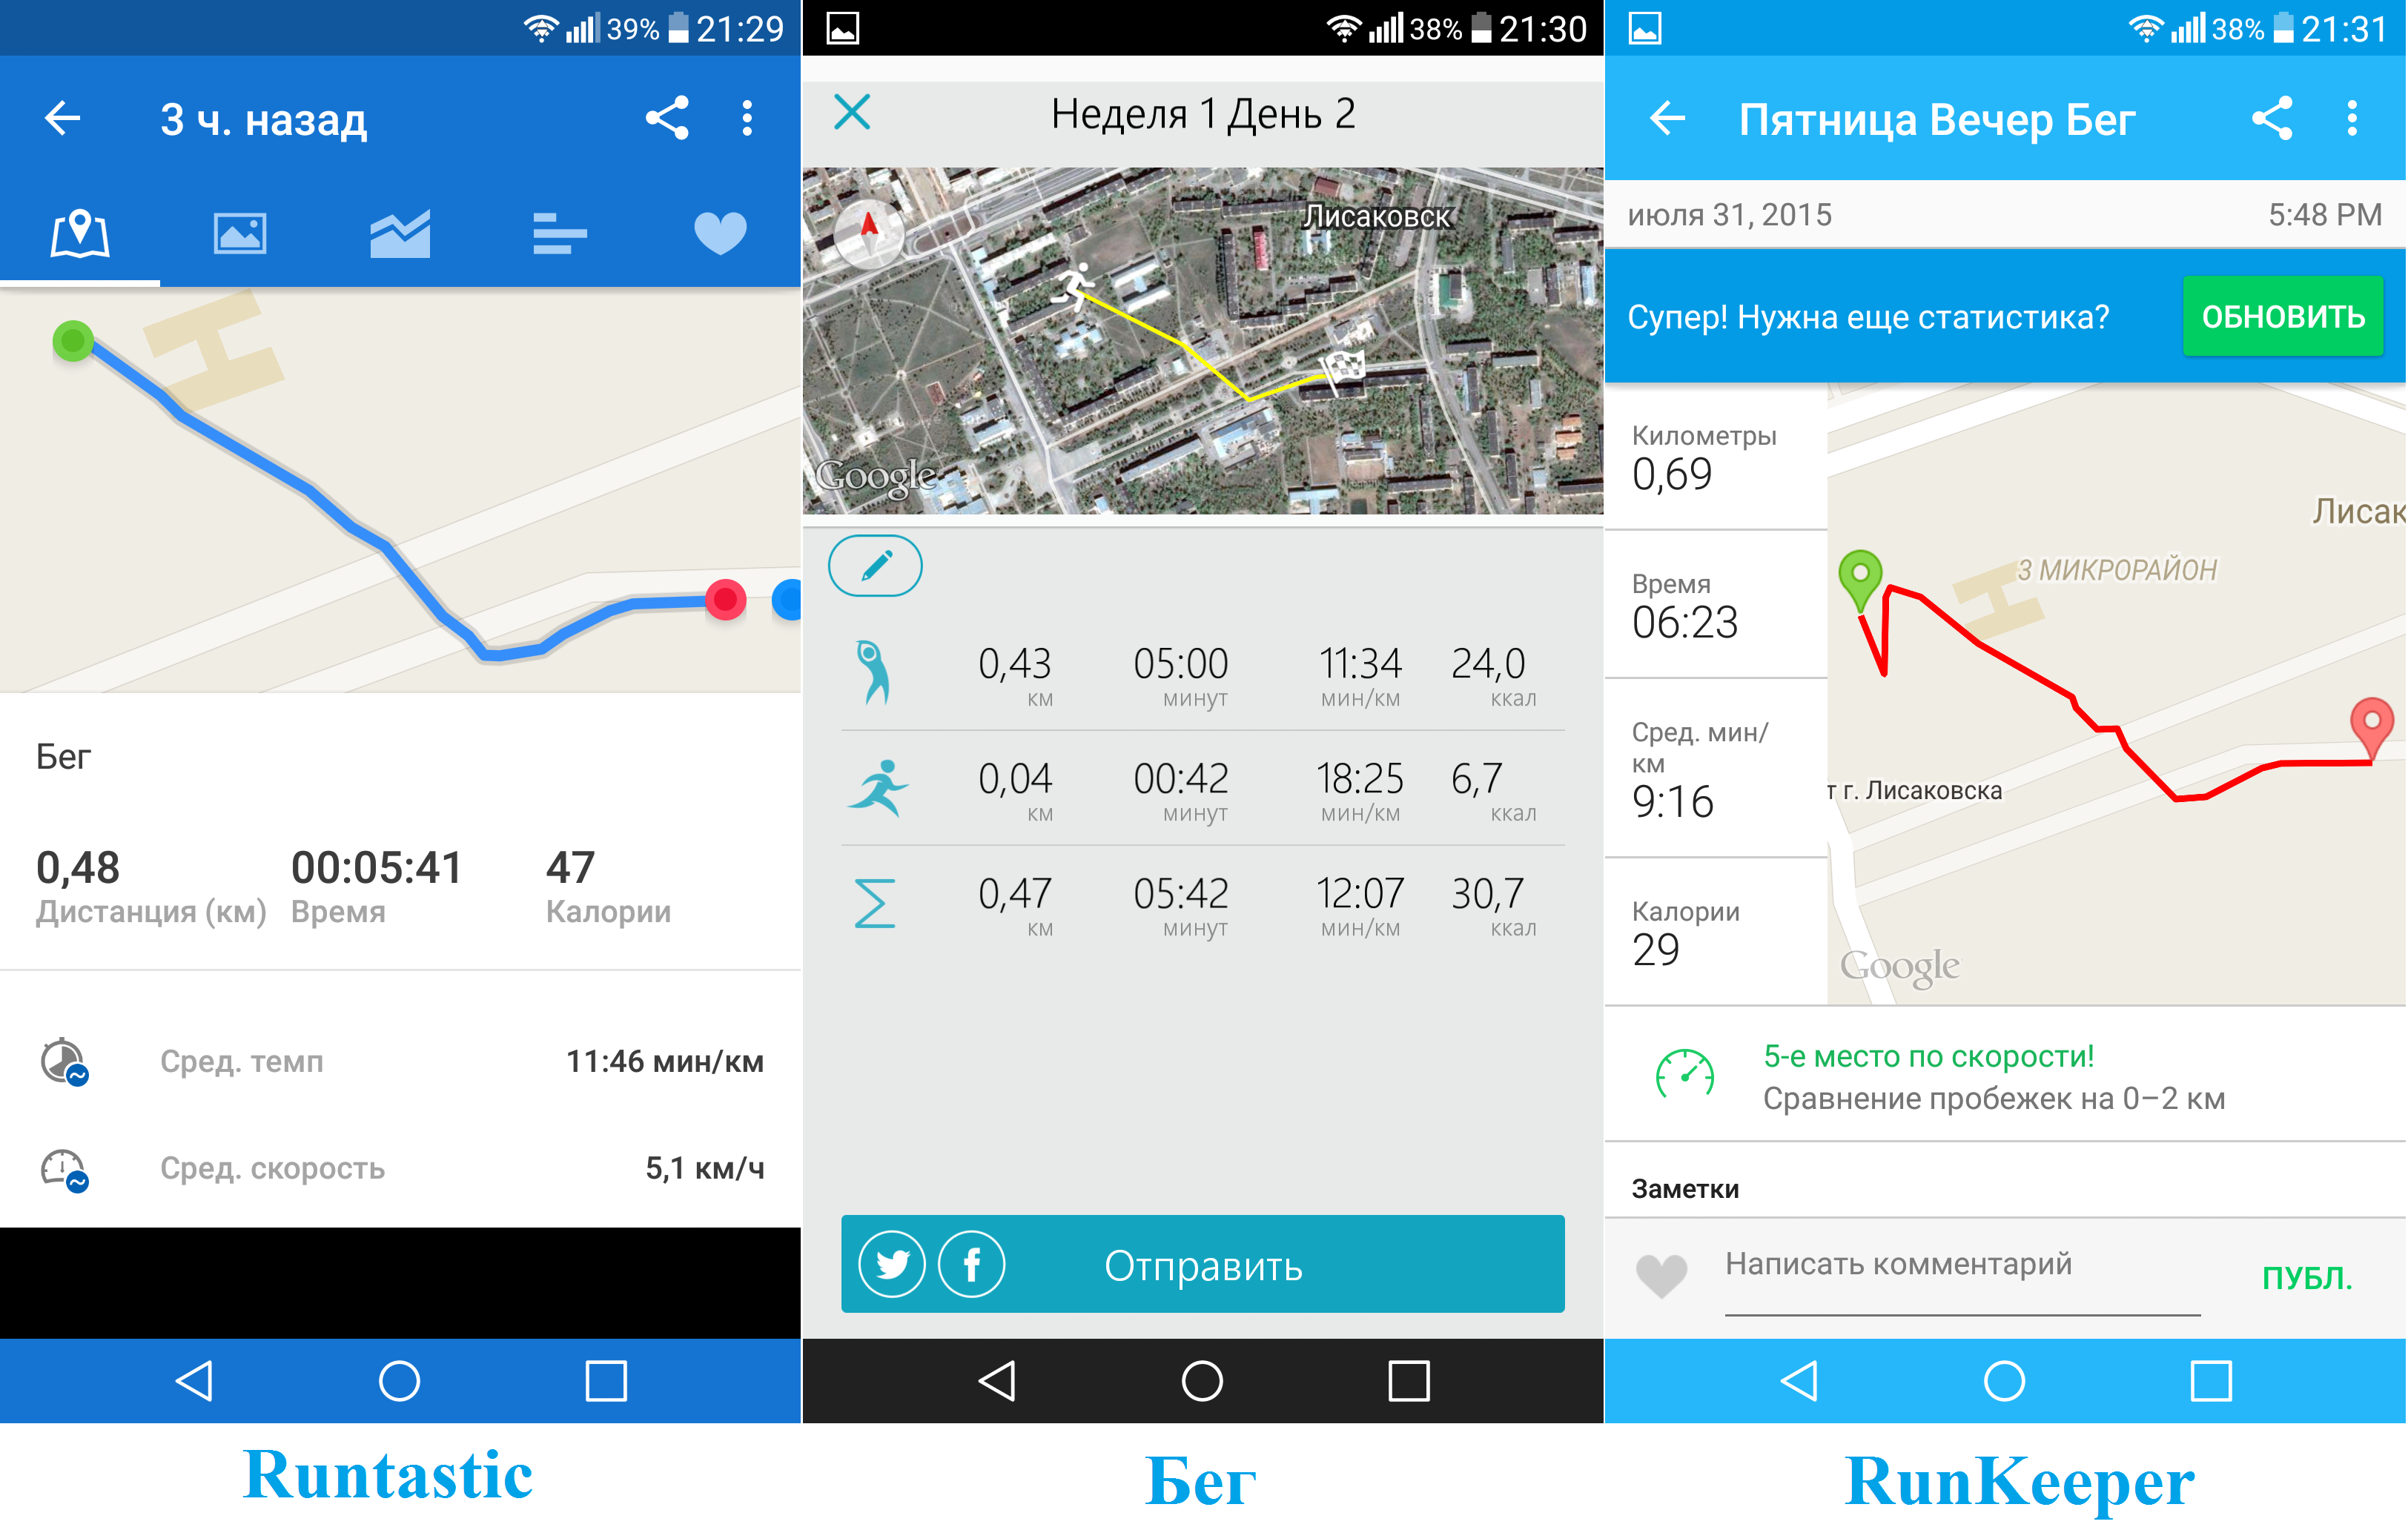 39% 21:29
3 ч. назад
Бег
0,48 00:05:41 47
Дистанция (км) Время Калории
Сред. темп 11:46 мин/км
Сред. скорость 5,1 км/ч
Runtastic
38% 21:30
Неделя 1 День 2
Лисаковск
Google
0,43 05:00 11:34 24,0
км минут мин/км ккал
0,04 00:42 18:25 6,7
км минут мин/км ккал
0,47 05:42 12:07 30,7
км минут мин/км ккал
Отправить
Бег
38% 21:31
Пятница Вечер Бег
июля 31, 2015 5:48 PM
Супер! Нужна еще статистика? ОБНОВИТЬ
Километры
0,69
Время
06:23
Сред. мин/
км
9:16
Калории
29
Лисак
3 МИКРОРАЙОН
т г. Лисаковска
Google
5-е место по скорости!
Сравнение пробежек на 0–2 км
Заметки
Написать комментарий ПУБЛ.
RunKeeper